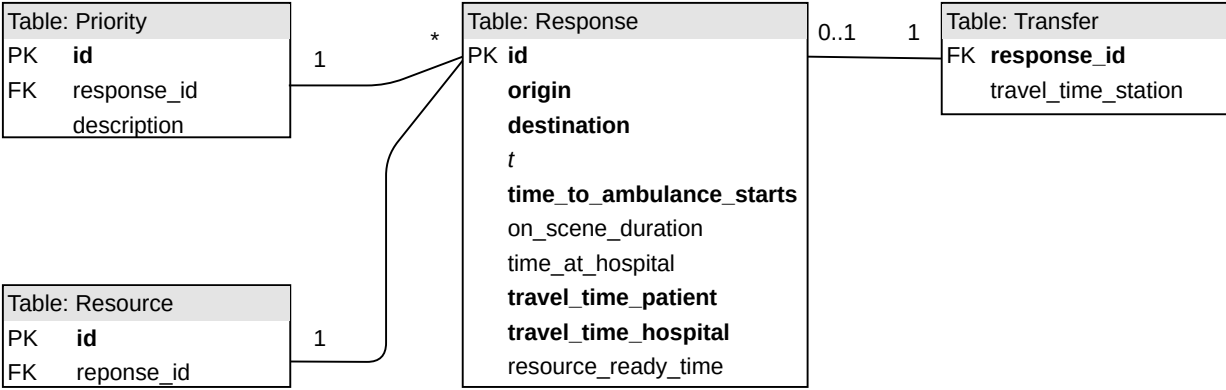 Table: Priority
PK id
FK response_id
description
1
*
Table: Response
PK id
origin
destination
t
time_to_ambulance_starts
on_scene_duration
time_at_hospital
travel_time_patient
travel_time_hospital
resource_ready_time
0..1
1
Table: Transfer
FK response_id
travel_time_station
Table: Resource
PK id
FK reponse_id
1